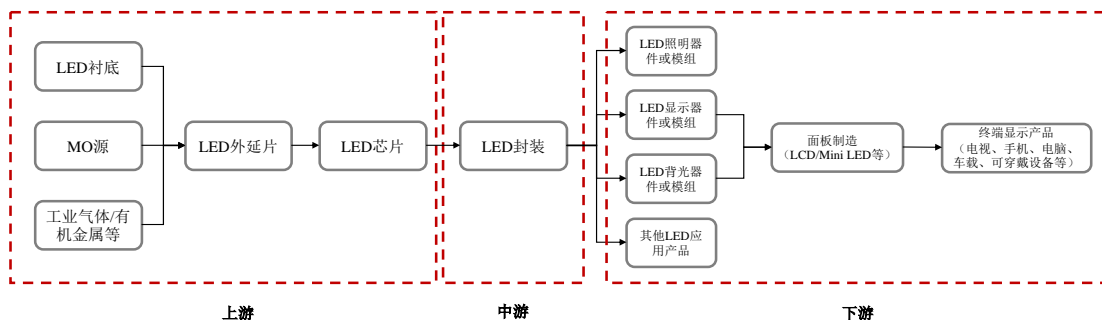 LED衬底
MO源
工业气体/有
机金属等
LED外延片
LED芯片
LED封装
LED照明器
件或模组
LED显示器
件或模组
LED背光器
件或模组
其他LED应
用产品
面板制造
（LCD/Mini LED等）
终端显示产品
（电视、手机、电脑、
车载、可穿戴设备等）
上游
中游
下游